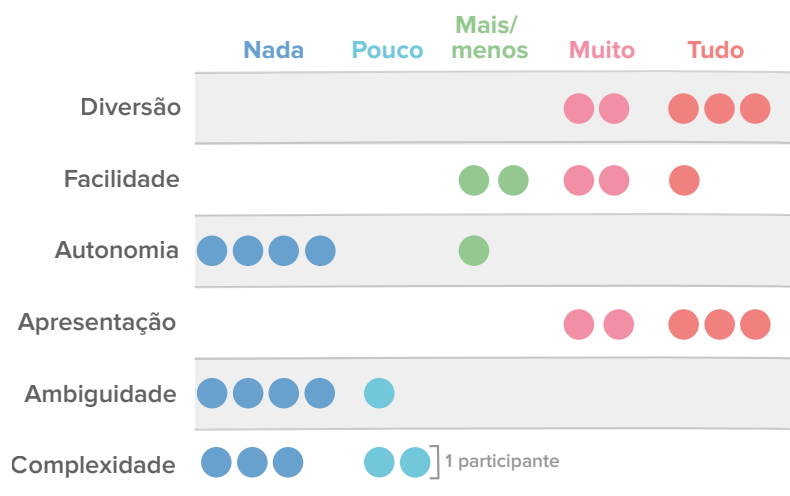 Nada Pouco Mais/
menos Muito Tudo
Diversão
Facilidade
Autonomia
Apresentação
Ambiguidade
Complexidade 1 participante